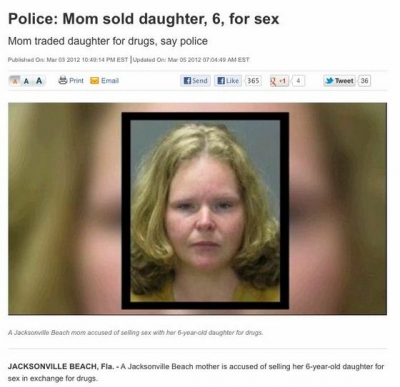 Police: Mom sold daughter, 6, for sex
Mom traded daughter for drugs, say police
Published On: Mar 03 2012 10:49:14 PM EST | Updated On: Mar 05 2012 07:04:49 AM EST
A A A Print Email Send Like 365 +1 4 Tweet 36
A Jacksonville Beach mom accused of selling sex with her 6-year-old daughter for drugs.
JACKSONVILLE BEACH, Fla. - A Jacksonville Beach mother is accused of selling her 6-year-old daughter for
sex in exchange for drugs.